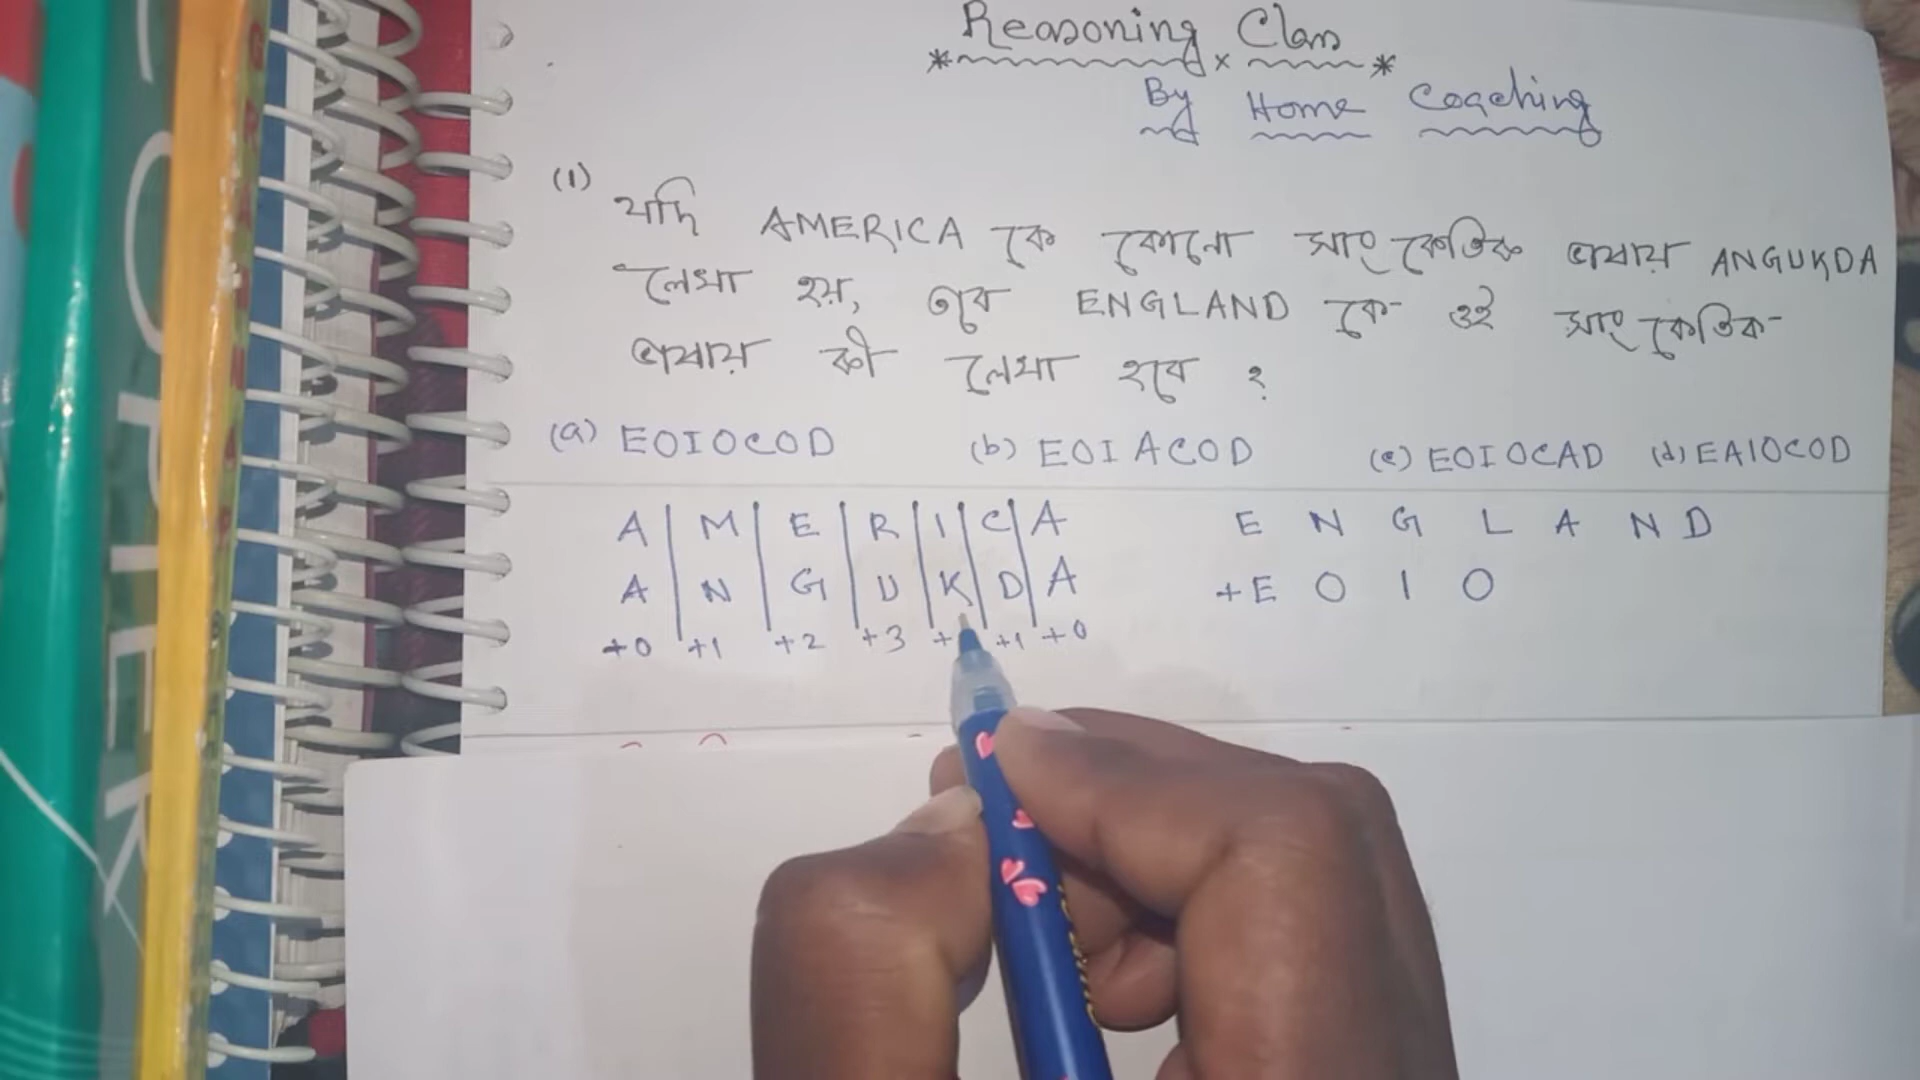 Reasoning Class
By Home Coaching
(1) যদি AMERICA কে কোনো সাংকেতিক ভাষায় ANGUKDA
লেখা হয়, তবে ENGLAND কে ওই সাংকেতিক
ভাষায় কী লেখা হবে ?
(a) EOIOCOD (b) EOIACOD (c) EOIOCAD (d) EAIOCOD
A M E R I C A E N G L A N D
A N G U K D A +E O I O
+0 +1 +2 +3 + +1 +0
COPIER